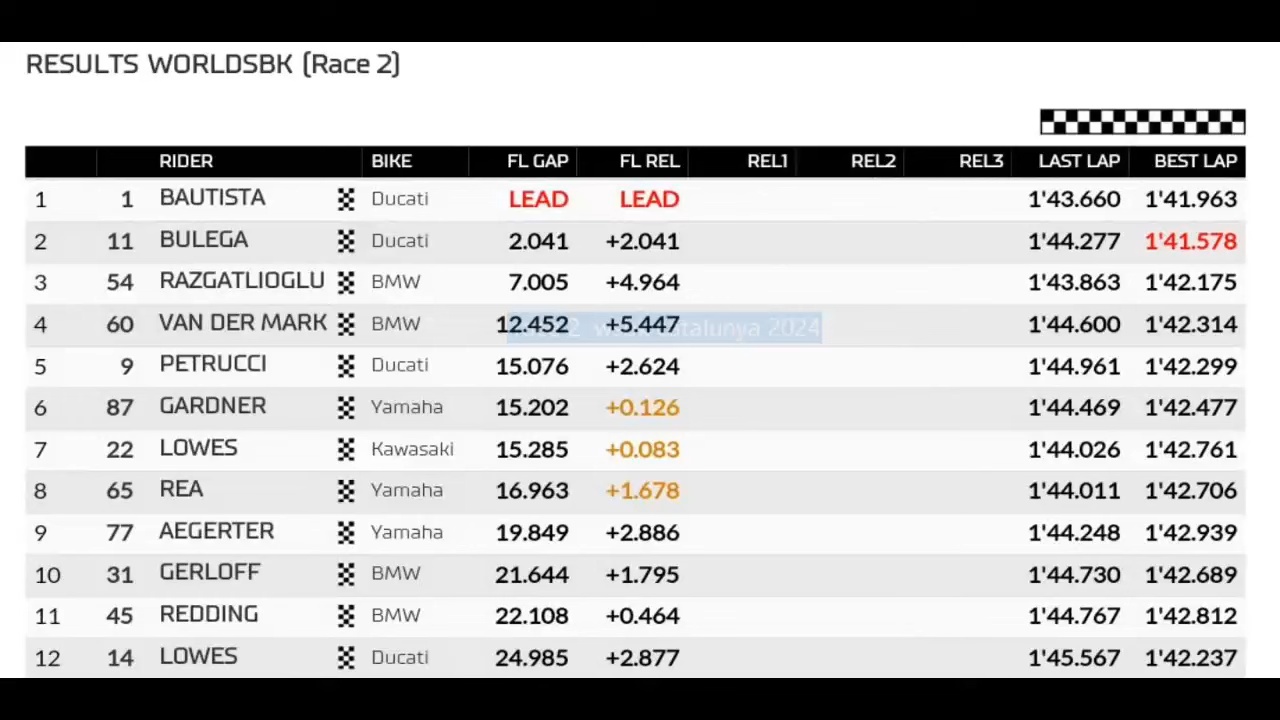 RESULTS WORLDSBK (Race 2)
RIDER BIKE FL GAP FL REL REL1 REL2 REL3 LAST LAP BEST LAP
1 1 BAUTISTA Ducati LEAD LEAD 1'43.660 1'41.963
2 11 BULEGA Ducati 2.041 +2.041 1'44.277 1'41.578
3 54 RAZGATLIOGLU BMW 7.005 +4.964 1'43.863 1'42.175
4 60 VAN DER MARK BMW 12.452 +5.447 1'44.600 1'42.314
2024
5 9 PETRUCCI Ducati 15.076 +2.624 1'44.961 1'42.299
6 87 GARDNER Yamaha 15.202 +0.126 1'44.469 1'42.477
7 22 LOWES Kawasaki 15.285 +0.083 1'44.026 1'42.761
8 65 REA Yamaha 16.963 +1.678 1'44.011 1'42.706
9 77 AEGERTER Yamaha 19.849 +2.886 1'44.248 1'42.939
10 31 GERLOFF BMW 21.644 +1.795 1'44.730 1'42.689
11 45 REDDING BMW 22.108 +0.464 1'44.767 1'42.812
12 14 LOWES Ducati 24.985 +2.877 1'45.567 1'42.237